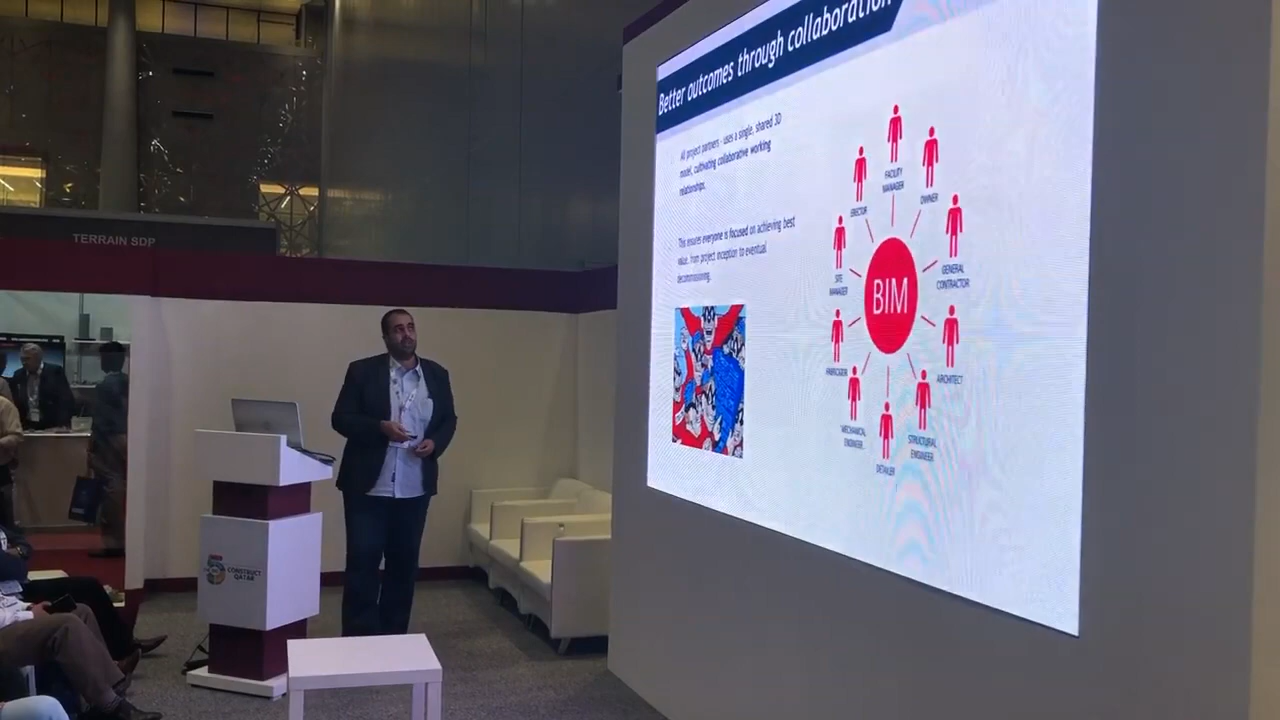 Better outcomes through collaboration
All project partners - uses a single, shared 3D
model, cultivating collaborative working
relationships.
This ensures everyone is focused on achieving best
value, from project inception to eventual
decommissioning.
FACILITY
MANAGER
OWNER
ERECTOR
GENERAL
CONTRACTOR
SITE
MANAGER
BIM
FABRICATOR
ARCHITECT
MECHANICAL
ENGINEER
STRUCTURAL
ENGINEER
DETAILER
TERRAIN SDP
5
CONSTRUCT
QATAR